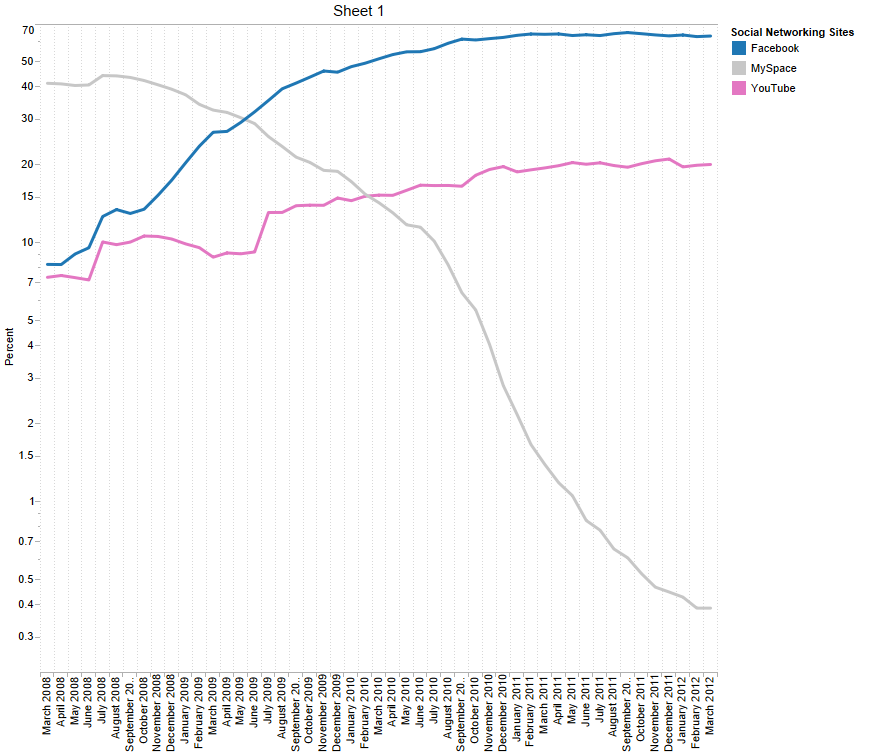 Sheet 1
Social Networking Sites
Facebook
MySpace
YouTube
Percent
70
50
40
30
20
15
10
7
5
4
3
2
1.5
1
0.7
0.5
0.4
0.3
March 2008
April 2008
May 2008
June 2008
July 2008
August 2008
September 20..
October 2008
November 2008
December 2008
January 2009
February 2009
March 2009
April 2009
May 2009
June 2009
July 2009
August 2009
September 20..
October 2009
November 2009
December 2009
January 2010
February 2010
March 2010
April 2010
May 2010
June 2010
July 2010
August 2010
September 20..
October 2010
November 2010
December 2010
January 2011
February 2011
March 2011
April 2011
May 2011
June 2011
July 2011
August 2011
September 20..
October 2011
November 2011
December 2011
January 2012
February 2012
March 2012